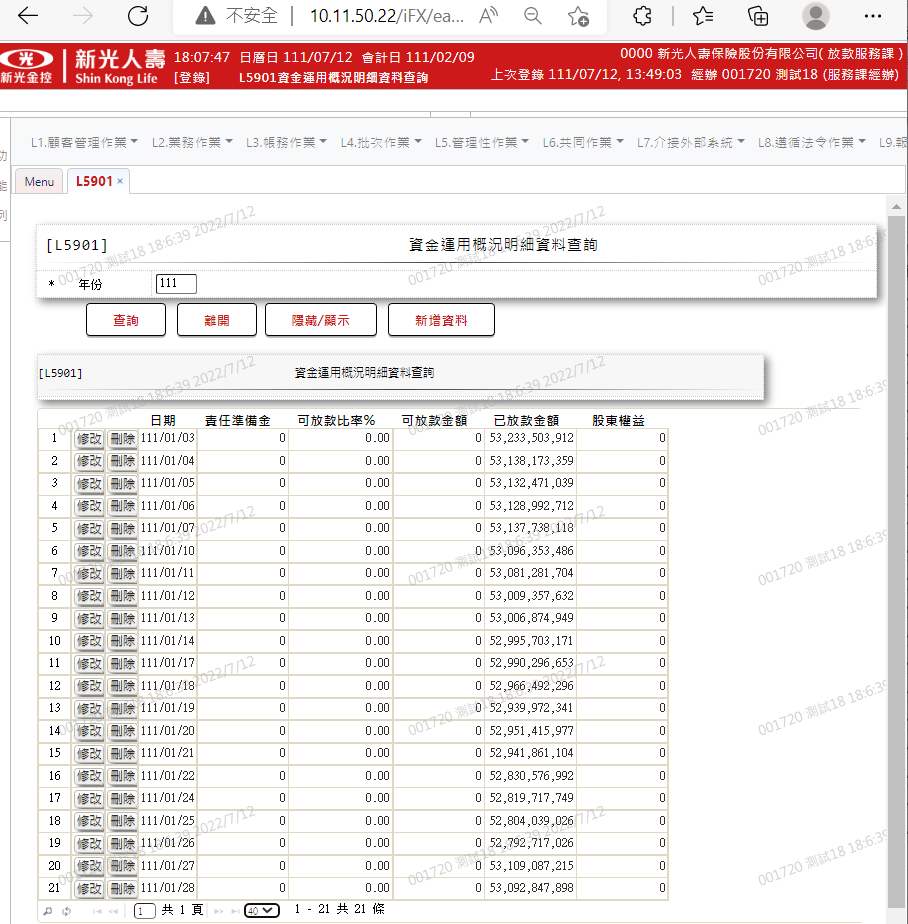 不安全 10.11.50.22/iFX/ea...
新光金控 新光人壽 Shin Kong Life
18:07:47 日曆日 111/07/12 會計日 111/02/09
[登錄] L5901資金運用概況明細資料查詢
0000 新光人壽保險股份有限公司( 放款服務課 )
上次登錄 111/07/12, 13:49:03 經辦 001720 測試18 (服務課經辦)
L1.顧客管理作業 L2.業務作業 L3.帳務作業 L4.批次作業 L5.管理性作業 L6.共同作業 L7.介接外部系統 L8.遵循法令作業 L9.報
功
能
列
Menu L5901 ×
[L5901] 資金運用概況明細資料查詢
* 年份 111
查詢 離開 隱藏/顯示 新增資料
[L5901] 資金運用概況明細資料查詢
日期 責任準備金 可放款比率% 可放款金額 已放款金額 股東權益
1 修改 刪除 111/01/03 0 0.00 0 53,233,503,912 0
2 修改 刪除 111/01/04 0 0.00 0 53,138,173,359 0
3 修改 刪除 111/01/05 0 0.00 0 53,132,471,039 0
4 修改 刪除 111/01/06 0 0.00 0 53,128,992,712 0
5 修改 刪除 111/01/07 0 0.00 0 53,137,738,118 0
6 修改 刪除 111/01/10 0 0.00 0 53,096,353,486 0
7 修改 刪除 111/01/11 0 0.00 0 53,081,281,704 0
8 修改 刪除 111/01/12 0 0.00 0 53,009,357,632 0
9 修改 刪除 111/01/13 0 0.00 0 53,006,874,949 0
10 修改 刪除 111/01/14 0 0.00 0 52,995,703,171 0
11 修改 刪除 111/01/17 0 0.00 0 52,990,296,653 0
12 修改 刪除 111/01/18 0 0.00 0 52,966,492,296 0
13 修改 刪除 111/01/19 0 0.00 0 52,939,972,341 0
14 修改 刪除 111/01/20 0 0.00 0 52,951,415,977 0
15 修改 刪除 111/01/21 0 0.00 0 52,941,861,104 0
16 修改 刪除 111/01/22 0 0.00 0 52,830,576,992 0
17 修改 刪除 111/01/24 0 0.00 0 52,819,717,749 0
18 修改 刪除 111/01/25 0 0.00 0 52,804,039,026 0
19 修改 刪除 111/01/26 0 0.00 0 52,792,717,026 0
20 修改 刪除 111/01/27 0 0.00 0 53,109,087,215 0
21 修改 刪除 111/01/28 0 0.00 0 53,092,847,898 0
1 共 1 頁 40 1 - 21 共 21 條
001720 測試18 18:6:39 2022/7/12